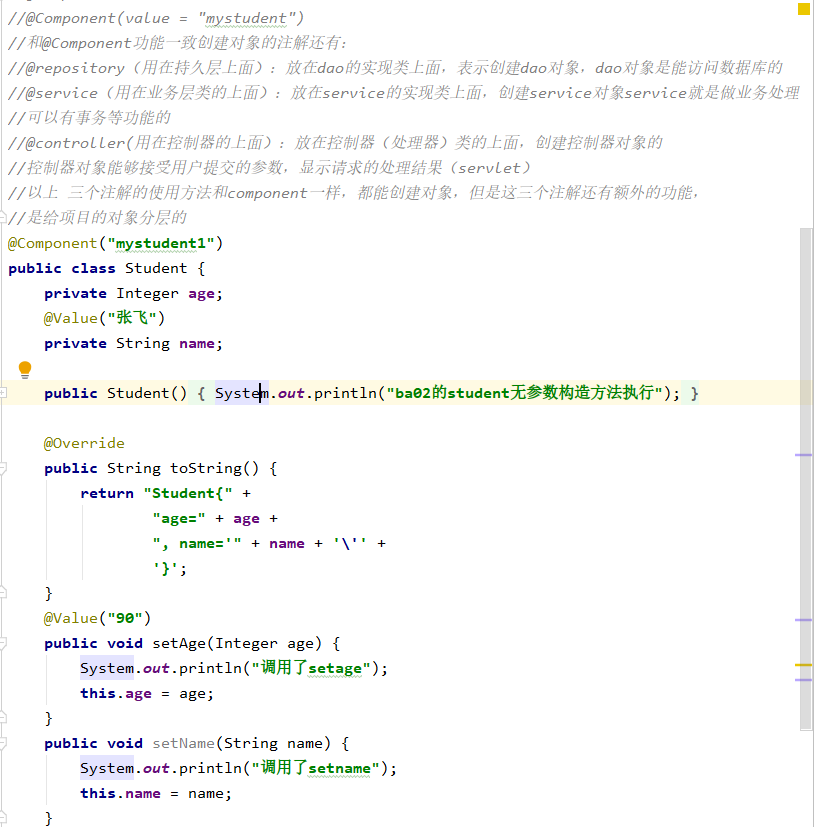 //@Component(value = "mystudent")
//和@Component功能一致创建对象的注解还有:
//@repository（用在持久层上面）：放在dao的实现类上面，表示创建dao对象，dao对象是能访问数据库的
//@service（用在业务层类的上面）：放在service的实现类上面，创建service对象service就是做业务处理
//可以有事务等功能的
//@controller(用在控制器的上面）：放在控制器（处理器）类的上面，创建控制器对象的
//控制器对象能够接受用户提交的参数，显示请求的处理结果（servlet）
//以上 三个注解的使用方法和component一样，都能创建对象，但是这三个注解还有额外的功能，
//是给项目的对象分层的
@Component("mystudent1")
public class Student {
    private Integer age;
    @Value("张飞")
    private String name;
    public Student() { System.out.println("ba02的student无参数构造方法执行"); }
    @Override
    public String toString() {
        return "Student{" +
                "age=" + age +
                ", name='" + name + '\'' +
                '}';
    }
    @Value("90")
    public void setAge(Integer age) {
        System.out.println("调用了setage");
        this.age = age;
    }
    public void setName(String name) {
        System.out.println("调用了setname");
        this.name = name;
    }